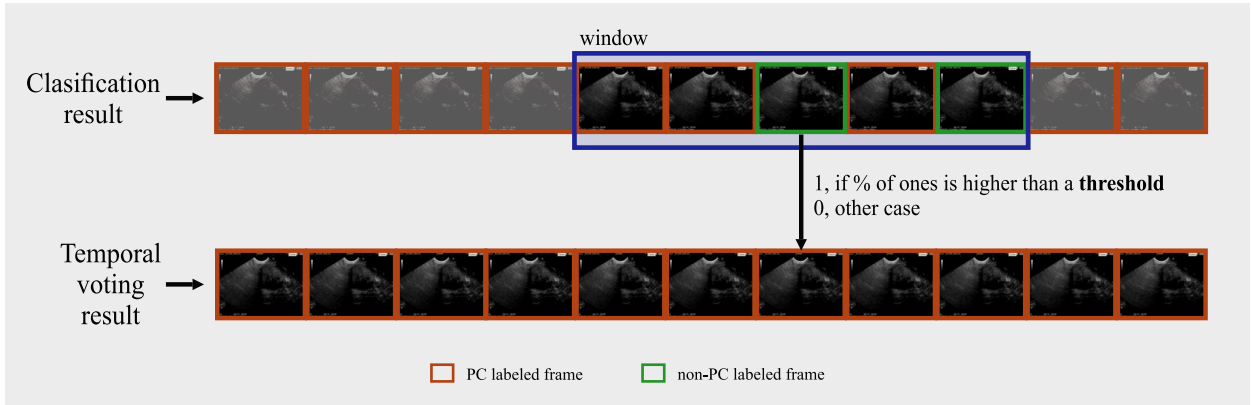 window
Clasification
result
1, if % of ones is higher than a threshold
0, other case
Temporal
voting
result
PC labeled frame
non-PC labeled frame